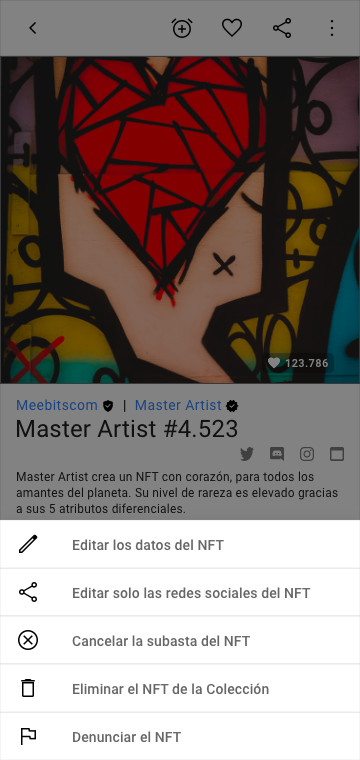 123.786
Meebitscom | Master Artist
Master Artist #4.523
Master Artist crea un NFT con corazón, para todos los
amantes del planeta. Su nivel de rareza es elevado gracias
a sus 5 atributos diferenciales.
Editar los datos del NFT
Editar solo las redes sociales del NFT
Cancelar la subasta del NFT
Eliminar el NFT de la Colección
Denunciar el NFT